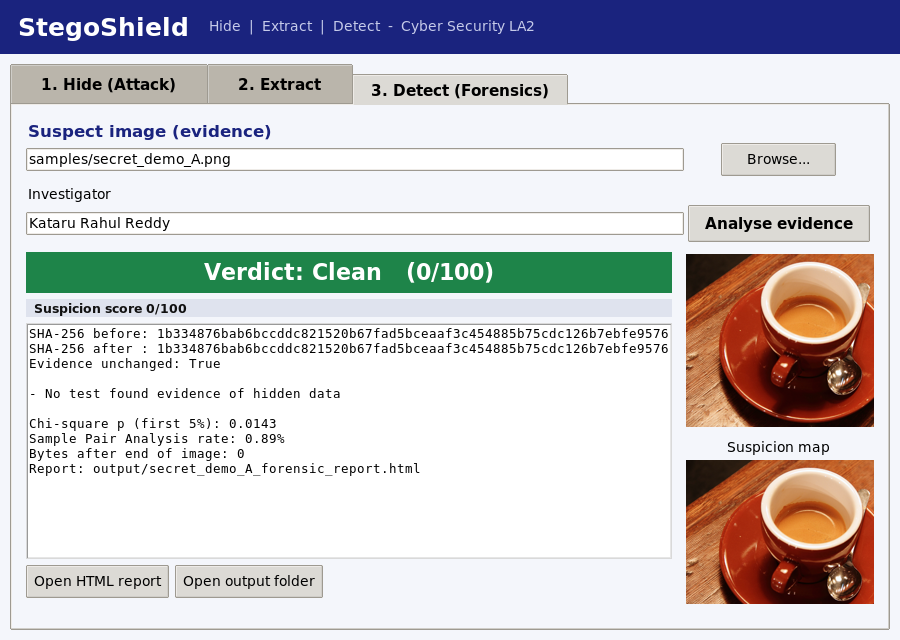 StegoShield
Hide | Extract | Detect - Cyber Security LA2
1. Hide (Attack)
2. Extract
3. Detect (Forensics)
Suspect image (evidence)
samples/secret_demo_A.png
Browse...
Investigator
Kataru Rahul Reddy
Analyse evidence
Verdict: Clean (0/100)
Suspicion score 0/100
SHA-256 before: 1b334876bab6bccddc821520b67fad5bceaaf3c454885b75cdc126b7ebfe9576
SHA-256 after : 1b334876bab6bccddc821520b67fad5bceaaf3c454885b75cdc126b7ebfe9576
Evidence unchanged: True
- No test found evidence of hidden data
Chi-square p (first 5%): 0.0143
Sample Pair Analysis rate: 0.89%
Bytes after end of image: 0
Report: output/secret_demo_A_forensic_report.html
Suspicion map
Open HTML report
Open output folder